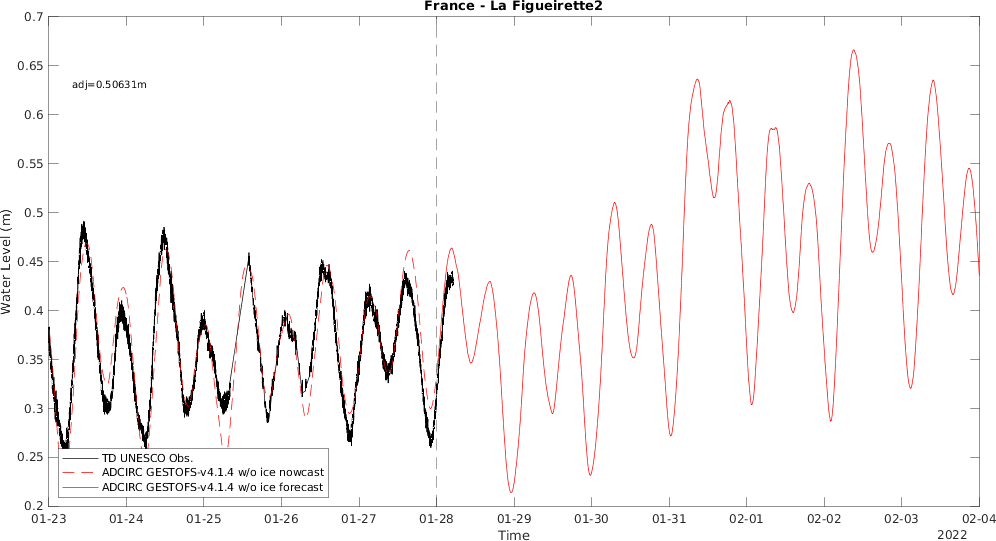 France - La Figueirette2
0.7
0.65
0.6
0.55
0.5
0.45
0.4
0.35
0.3
0.25
0.2
Water Level (m)
adj=0.50631m
TD UNESCO Obs.
ADCIRC GESTOFS-v4.1.4 w/o ice nowcast
ADCIRC GESTOFS-v4.1.4 w/o ice forecast
01-23 01-24 01-25 01-26 01-27 01-28 01-29 01-30 01-31 02-01 02-02 02-03 02-04
Time
2022